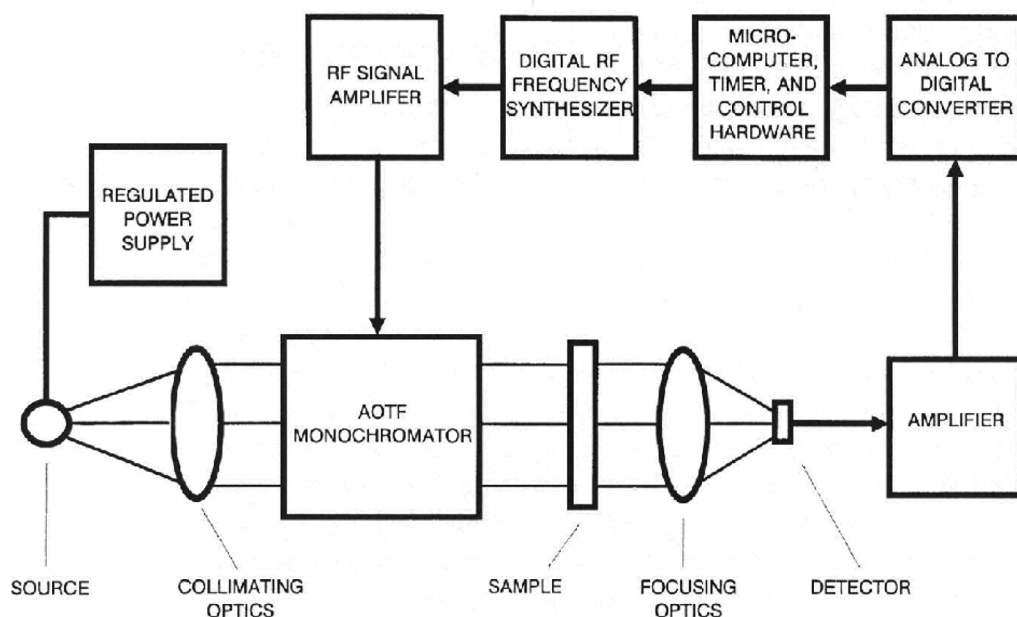 RF SIGNAL
AMPLIFER
DIGITAL RF
FREQUENCY
SYNTHESIZER
MICRO-
COMPUTER,
TIMER, AND
CONTROL
HARDWARE
ANALOG TO
DIGITAL
CONVERTER
REGULATED
POWER
SUPPLY
AOTF
MONOCHROMATOR
AMPLIFIER
SOURCE
COLLIMATING
OPTICS
SAMPLE
FOCUSING
OPTICS
DETECTOR